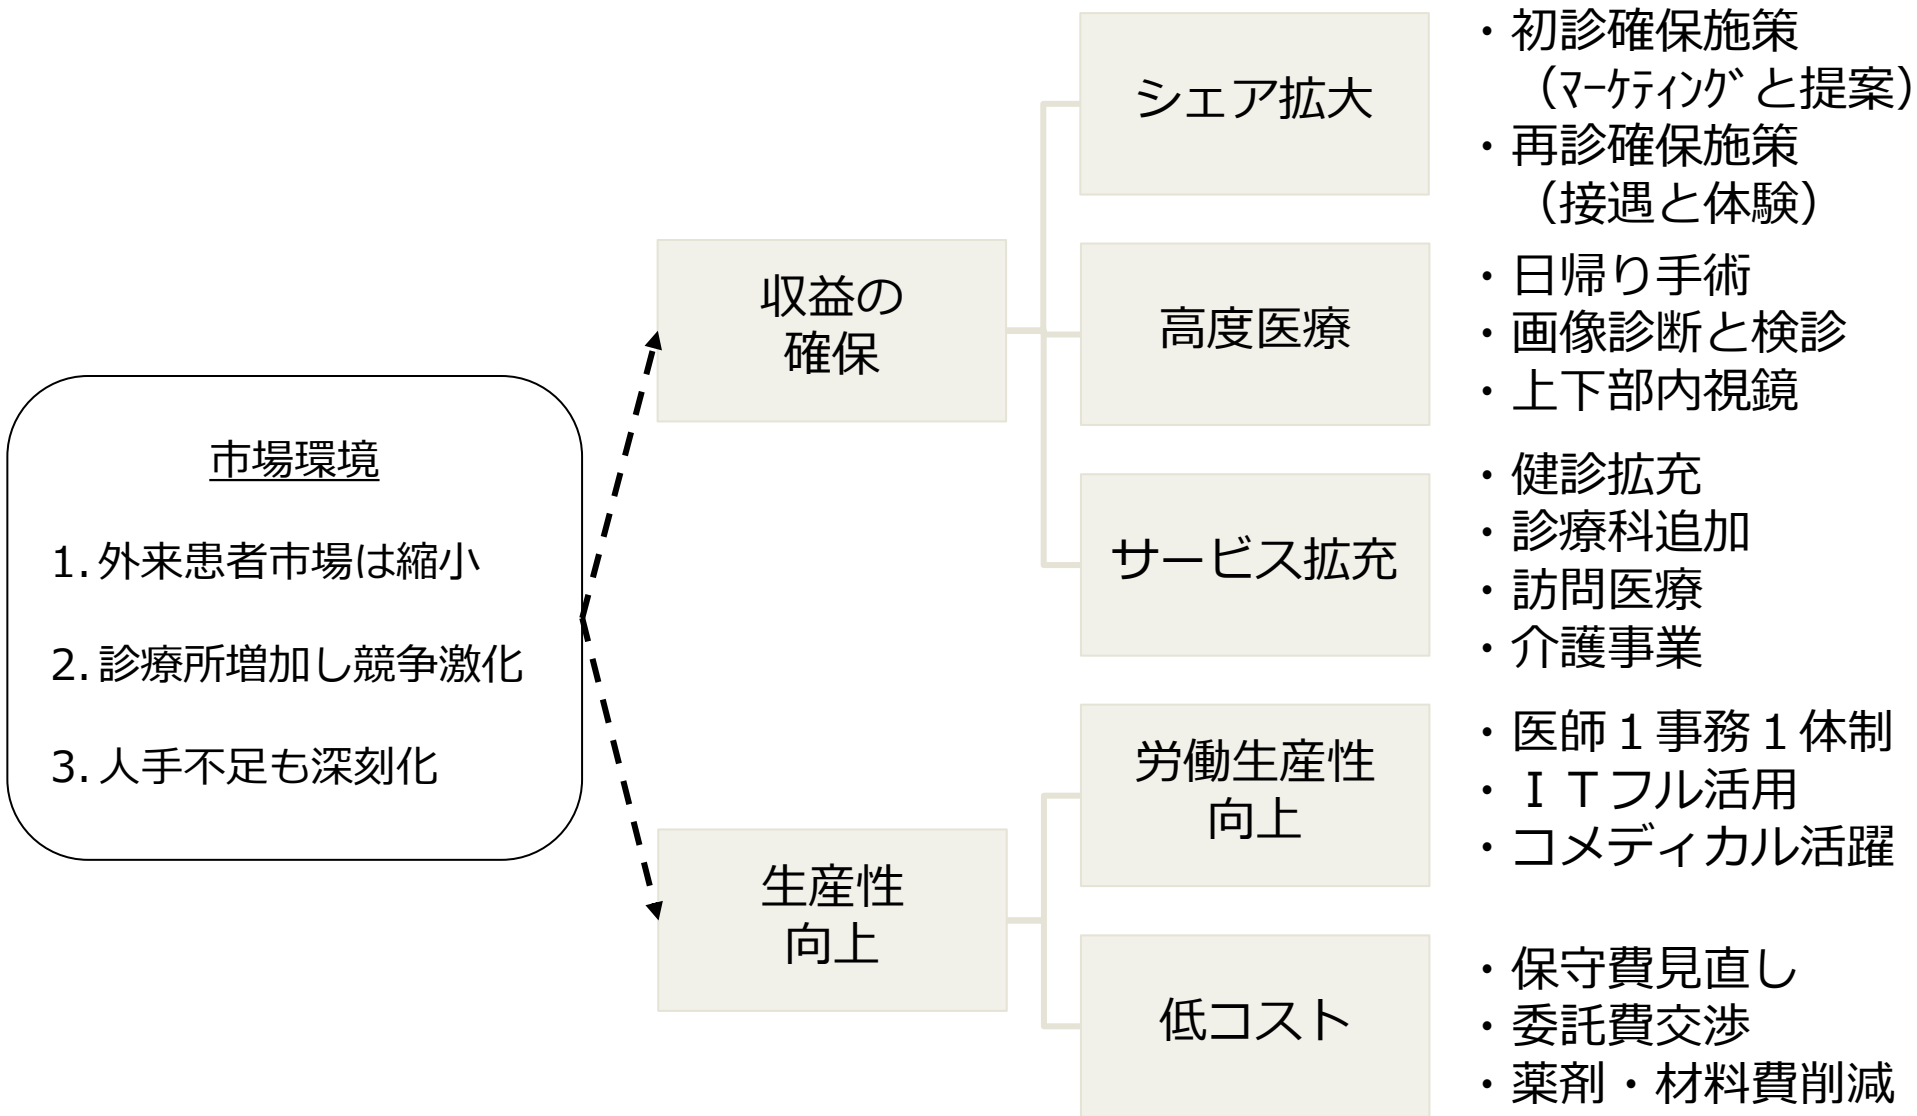 市場環境
1. 外来患者市場は縮小
2. 診療所増加し競争激化
3. 人手不足も深刻化
収益の
確保
シェア拡大
・初診確保施策
（ﾏｰｹﾃｨﾝｸﾞと提案）
・再診確保施策
（接遇と体験）
高度医療
・日帰り手術
・画像診断と検診
・上下部内視鏡
サービス拡充
・健診拡充
・診療科追加
・訪問医療
・介護事業
生産性
向上
労働生産性
向上
・医師１事務１体制
・ＩＴフル活用
・コメディカル活躍
低コスト
・保守費見直し
・委託費交渉
・薬剤・材料費削減